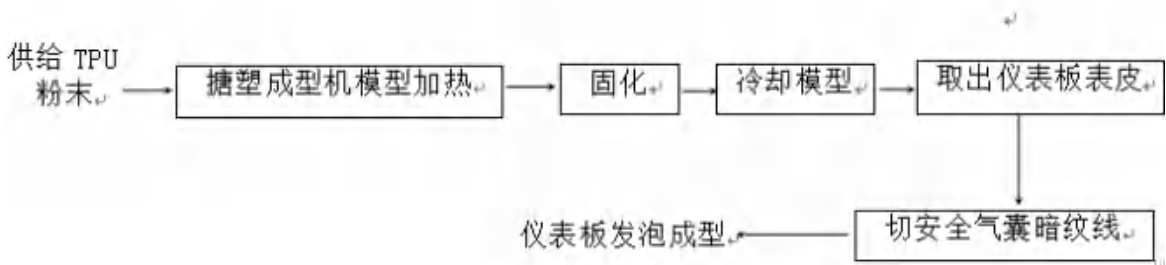 供给 TPU
粉末
搪塑成型机模型加热
固化
冷却模型
取出仪表板表皮
切安全气囊暗纹线
仪表板发泡成型